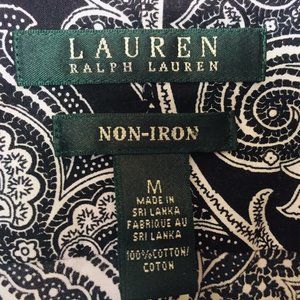 LAUREN
RALPH LAUREN
NON-IRON
M
MADE IN
SRI LANKA
FABRIQUE AU
SRI LANKA
100% COTTON/
COTON